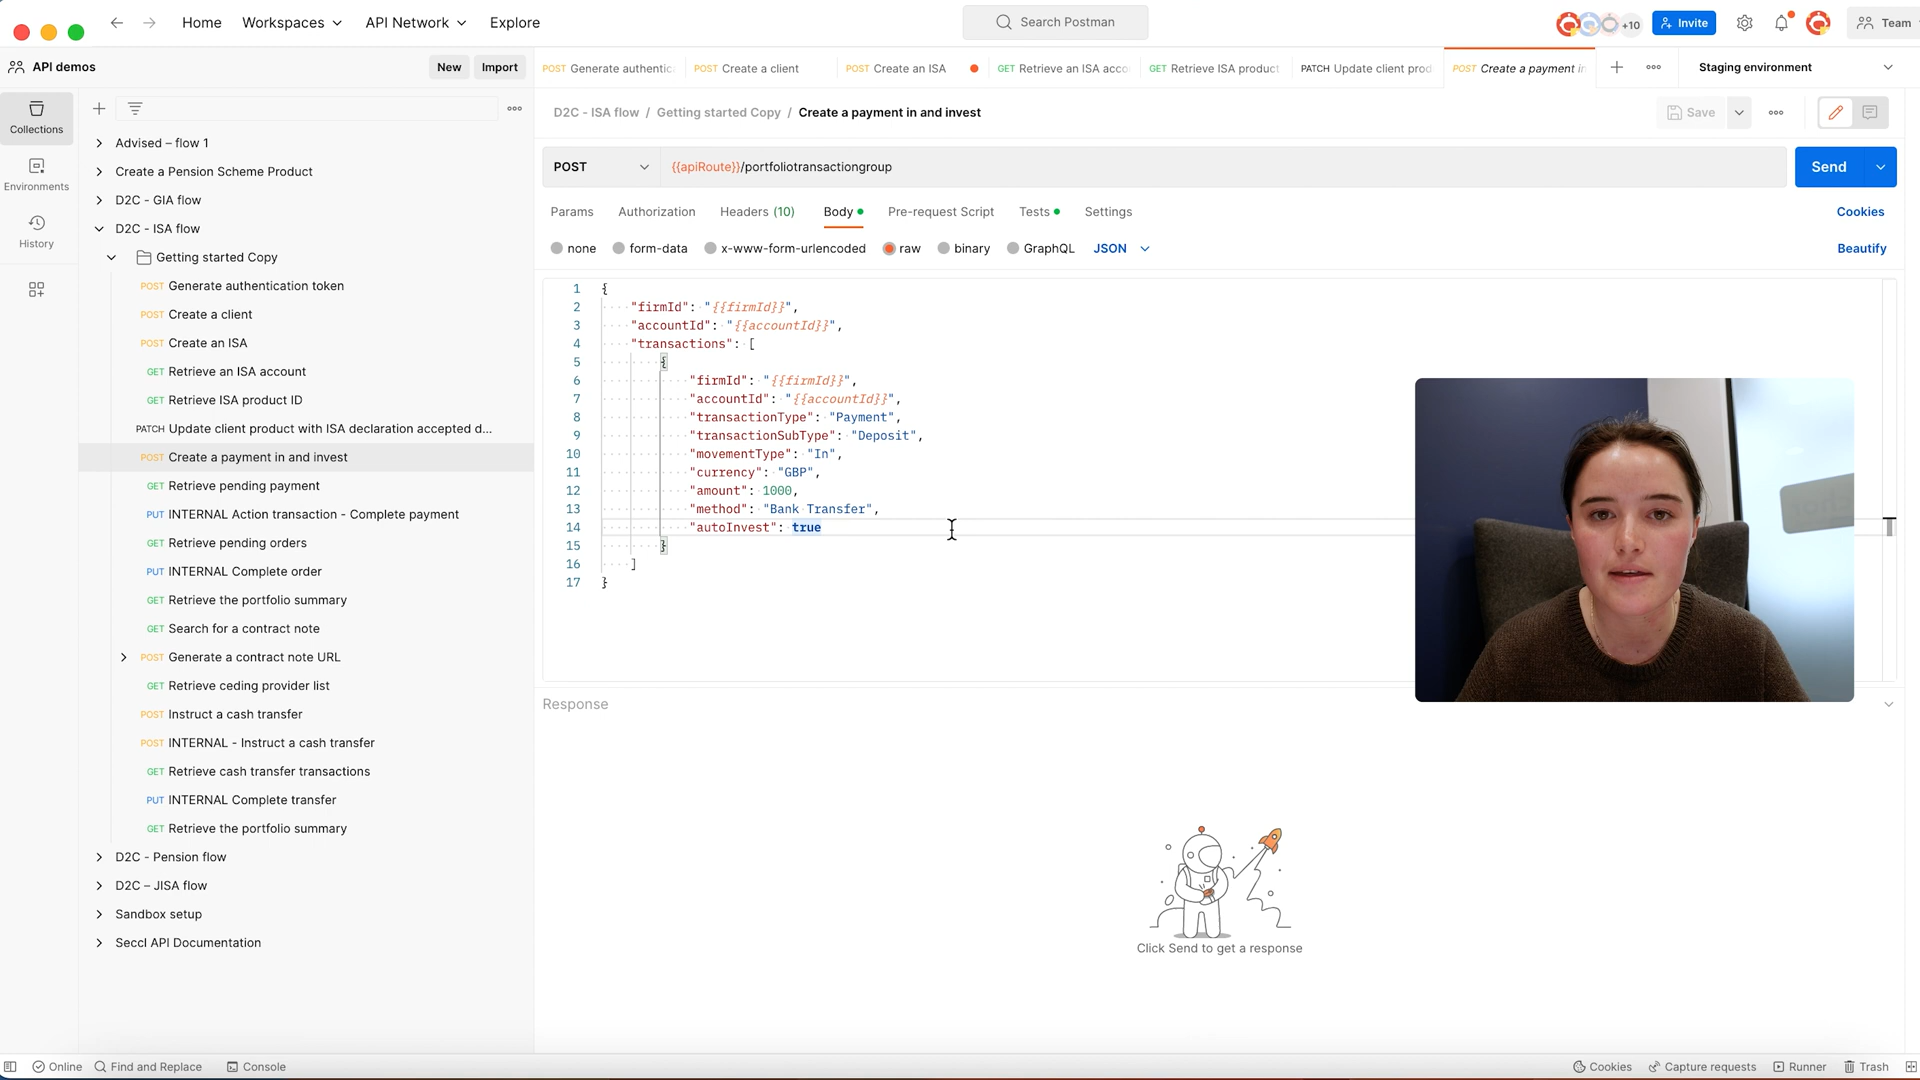 Home
Workspaces
API Network
Explore
Search Postman
+10
Invite
Team
API demos
New
Import
POST Generate authentic
POST Create a client
POST Create an ISA
GET Retrieve an ISA acco
GET Retrieve ISA product
PATCH Update client prod
POST Create a payment in
Staging environment
Collections
Environments
History
Advised – flow 1
Create a Pension Scheme Product
D2C - GIA flow
D2C - ISA flow
Getting started Copy
POST Generate authentication token
POST Create a client
POST Create an ISA
GET Retrieve an ISA account
GET Retrieve ISA product ID
PATCH Update client product with ISA declaration accepted d...
POST Create a payment in and invest
GET Retrieve pending payment
PUT INTERNAL Action transaction - Complete payment
GET Retrieve pending orders
PUT INTERNAL Complete order
GET Retrieve the portfolio summary
GET Search for a contract note
POST Generate a contract note URL
GET Retrieve ceding provider list
POST Instruct a cash transfer
POST INTERNAL - Instruct a cash transfer
GET Retrieve cash transfer transactions
PUT INTERNAL Complete transfer
GET Retrieve the portfolio summary
D2C - Pension flow
D2C – JISA flow
Sandbox setup
Seccl API Documentation
D2C - ISA flow / Getting started Copy / Create a payment in and invest
Save
POST
{{apiRoute}}/portfoliotransactiongroup
Send
Params
Authorization
Headers (10)
Body
Pre-request Script
Tests
Settings
Cookies
none
form-data
x-www-form-urlencoded
raw
binary
GraphQL
JSON
Beautify
1 {
2 "firmId": "{{firmId}}",
3 "accountId": "{{accountId}}",
4 "transactions": [
5 {
6 "firmId": "{{firmId}}",
7 "accountId": "{{accountId}}",
8 "transactionType": "Payment",
9 "transactionSubType": "Deposit",
10 "movementType": "In",
11 "currency": "GBP",
12 "amount": 1000,
13 "method": "Bank Transfer",
14 "autoInvest": true
15 }
16 ]
17 }
Response
Click Send to get a response
Online
Find and Replace
Console
Cookies
Capture requests
Runner
Trash